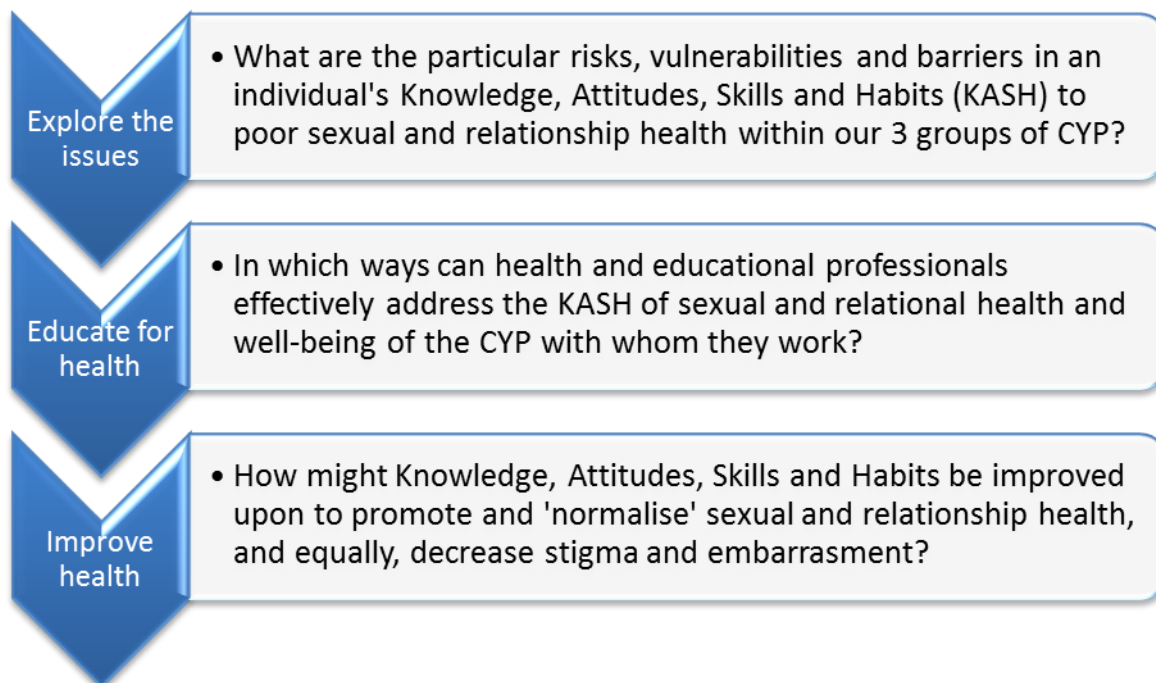 Explore the
issues
• What are the particular risks, vulnerabilities and barriers in an
individual's Knowledge, Attitudes, Skills and Habits (KASH) to
poor sexual and relationship health within our 3 groups of CYP?
Educate for
health
• In which ways can health and educational professionals
effectively address the KASH of sexual and relational health and
well-being of the CYP with whom they work?
Improve
health
• How might Knowledge, Attitudes, Skills and Habits be improved
upon to promote and 'normalise' sexual and relationship health,
and equally, decrease stigma and embarrasment?